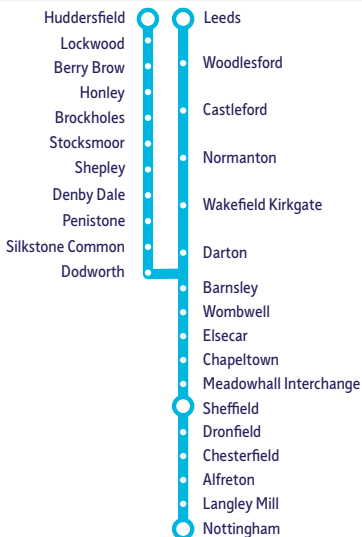 Huddersfield
Lockwood
Berry Brow
Honley
Brockholes
Stocksmoor
Shepley
Denby Dale
Penistone
Silkstone Common
Dodworth
Leeds
Woodlesford
Castleford
Normanton
Wakefield Kirkgate
Darton
Barnsley
Wombwell
Elsecar
Chapeltown
Meadowhall Interchange
Sheffield
Dronfield
Chesterfield
Alfreton
Langley Mill
Nottingham